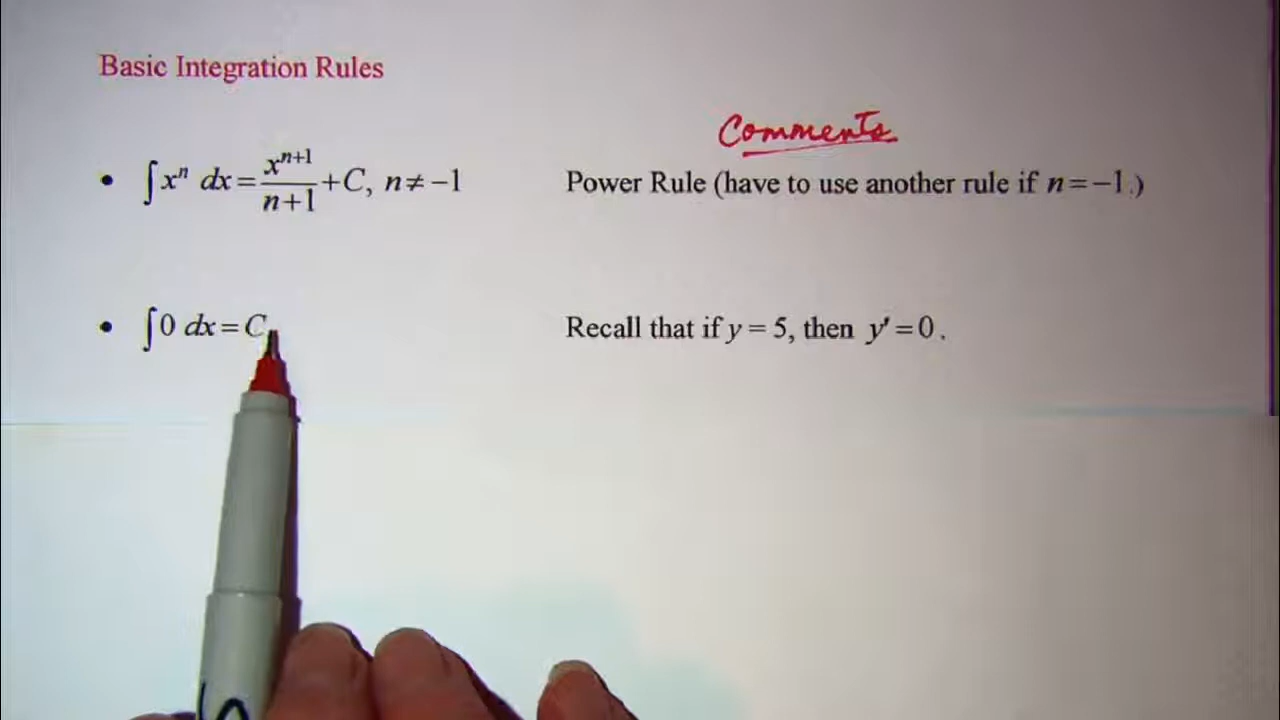 Basic Integration Rules
Comments
• ∫xⁿ dx = xⁿ⁺¹/(n+1) + C, n ≠ −1
Power Rule (have to use another rule if n = −1.)
• ∫0 dx = C
Recall that if y = 5, then y′ = 0.